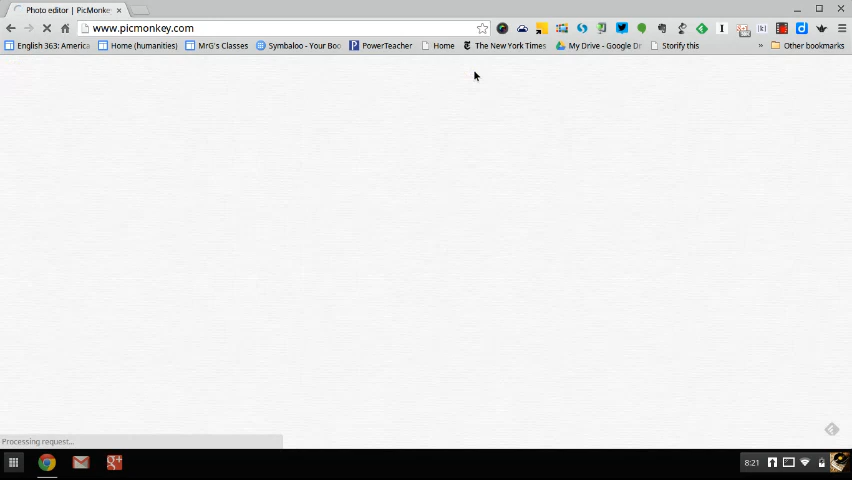 Photo editor | PicMonke
www.picmonkey.com
English 363: America
Home (humanities)
MrG's Classes
Symbaloo - Your Boo
PowerTeacher
Home
The New York Times
My Drive - Google Dr
Storify this
»
Other bookmarks
Processing request...
8:21